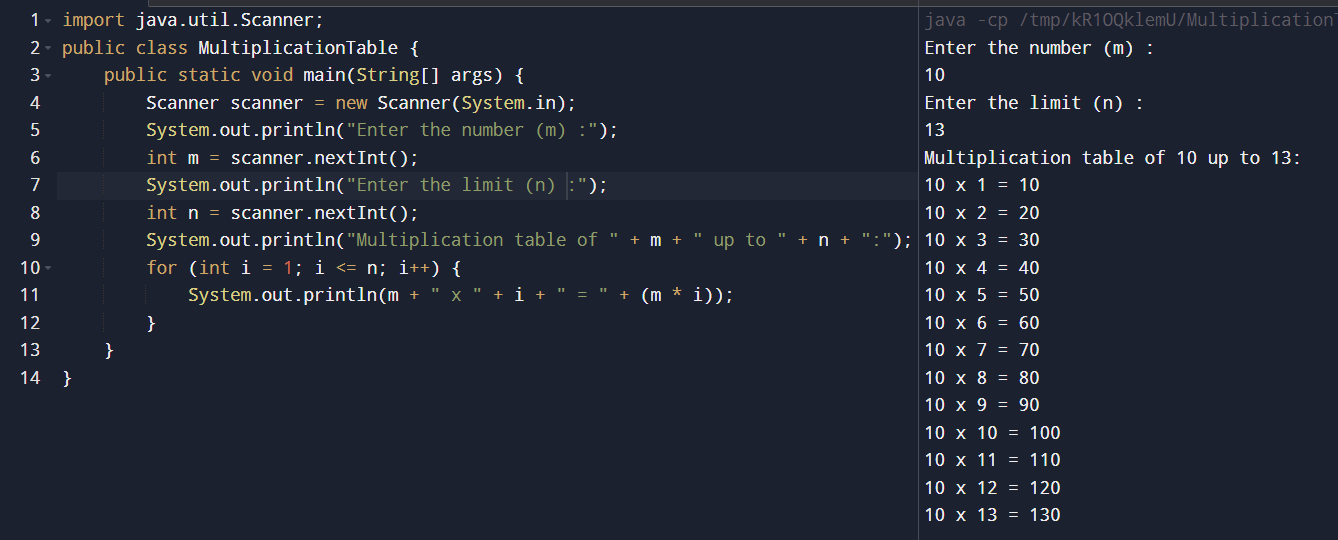 1 import java.util.Scanner;
2 public class MultiplicationTable {
3     public static void main(String[] args) {
4         Scanner scanner = new Scanner(System.in);
5         System.out.println("Enter the number (m) :");
6         int m = scanner.nextInt();
7         System.out.println("Enter the limit (n) :");
8         int n = scanner.nextInt();
9         System.out.println("Multiplication table of " + m + " up to " + n + ":");
10         for (int i = 1; i <= n; i++) {
11             System.out.println(m + " x " + i + " = " + (m * i));
12         }
13     }
14 }
java -cp /tmp/kR1OQklemU/Multiplication
Enter the number (m) :
10
Enter the limit (n) :
13
Multiplication table of 10 up to 13:
10 x 1 = 10
10 x 2 = 20
10 x 3 = 30
10 x 4 = 40
10 x 5 = 50
10 x 6 = 60
10 x 7 = 70
10 x 8 = 80
10 x 9 = 90
10 x 10 = 100
10 x 11 = 110
10 x 12 = 120
10 x 13 = 130